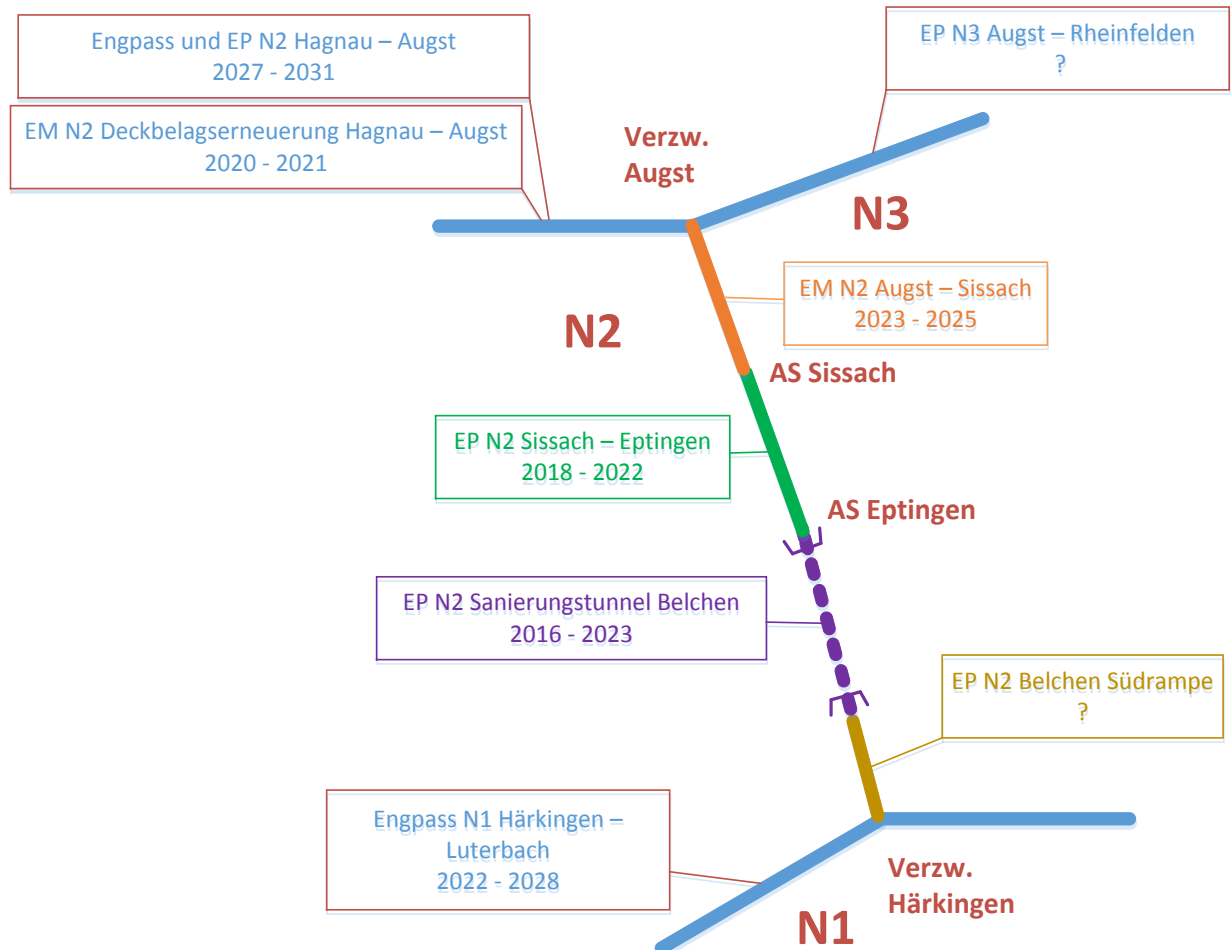 Engpass und EP N2 Hagnau – Augst
2027 - 2031
EM N2 Deckbelagserneuerung Hagnau – Augst
2020 - 2021
EP N3 Augst – Rheinfelden
?
Verzw.
Augst
N3
EM N2 Augst – Sissach
2023 - 2025
N2
AS Sissach
EP N2 Sissach – Eptingen
2018 - 2022
AS Eptingen
EP N2 Sanierungstunnel Belchen
2016 - 2023
EP N2 Belchen Südrampe
?
Engpass N1 Härkingen –
Luterbach
2022 - 2028
Verzw.
Härkingen
N1